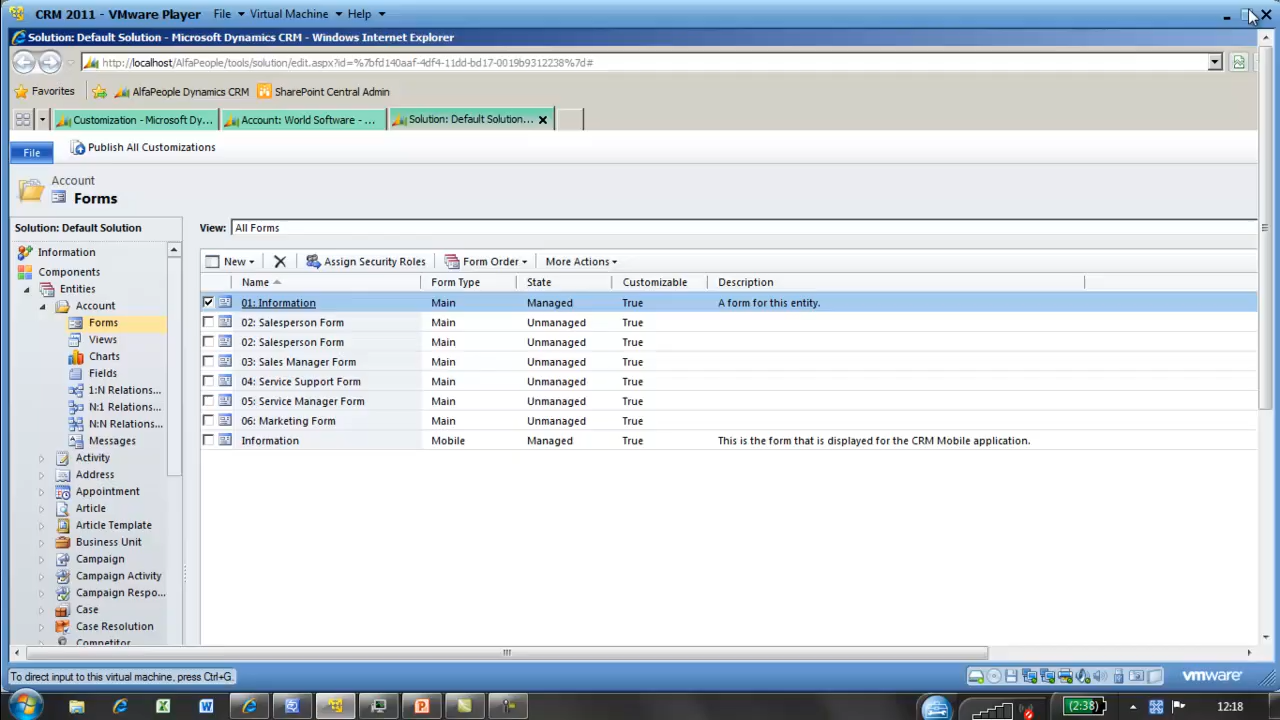 CRM 2011 - VMware Player File Virtual Machine Help
Solution: Default Solution - Microsoft Dynamics CRM - Windows Internet Explorer
http://localhost/AlfaPeople/tools/solution/edit.aspx?id=%7bfd140aaf-4df4-11dd-bd17-0019b9312238%7d#
Favorites AlfaPeople Dynamics CRM SharePoint Central Admin
Customization - Microsoft Dy... Account: World Software - ... Solution: Default Solution...
File Publish All Customizations
Account
Forms
Solution: Default Solution
View: All Forms
Information
Components
Entities
Account
Forms
Views
Charts
Fields
1:N Relations...
N:1 Relations...
N:N Relations...
Messages
Activity
Address
Appointment
Article
Article Template
Business Unit
Campaign
Campaign Activity
Campaign Respo...
Case
Case Resolution
Competitor
New Assign Security Roles Form Order More Actions
Name Form Type State Customizable Description
01: Information Main Managed True A form for this entity.
02: Salesperson Form Main Unmanaged True
02: Salesperson Form Main Unmanaged True
03: Sales Manager Form Main Unmanaged True
04: Service Support Form Main Unmanaged True
05: Service Manager Form Main Unmanaged True
06: Marketing Form Main Unmanaged True
Information Mobile Managed True This is the form that is displayed for the CRM Mobile application.
To direct input to this virtual machine, press Ctrl+G.
vmware
(2:38) 12:18